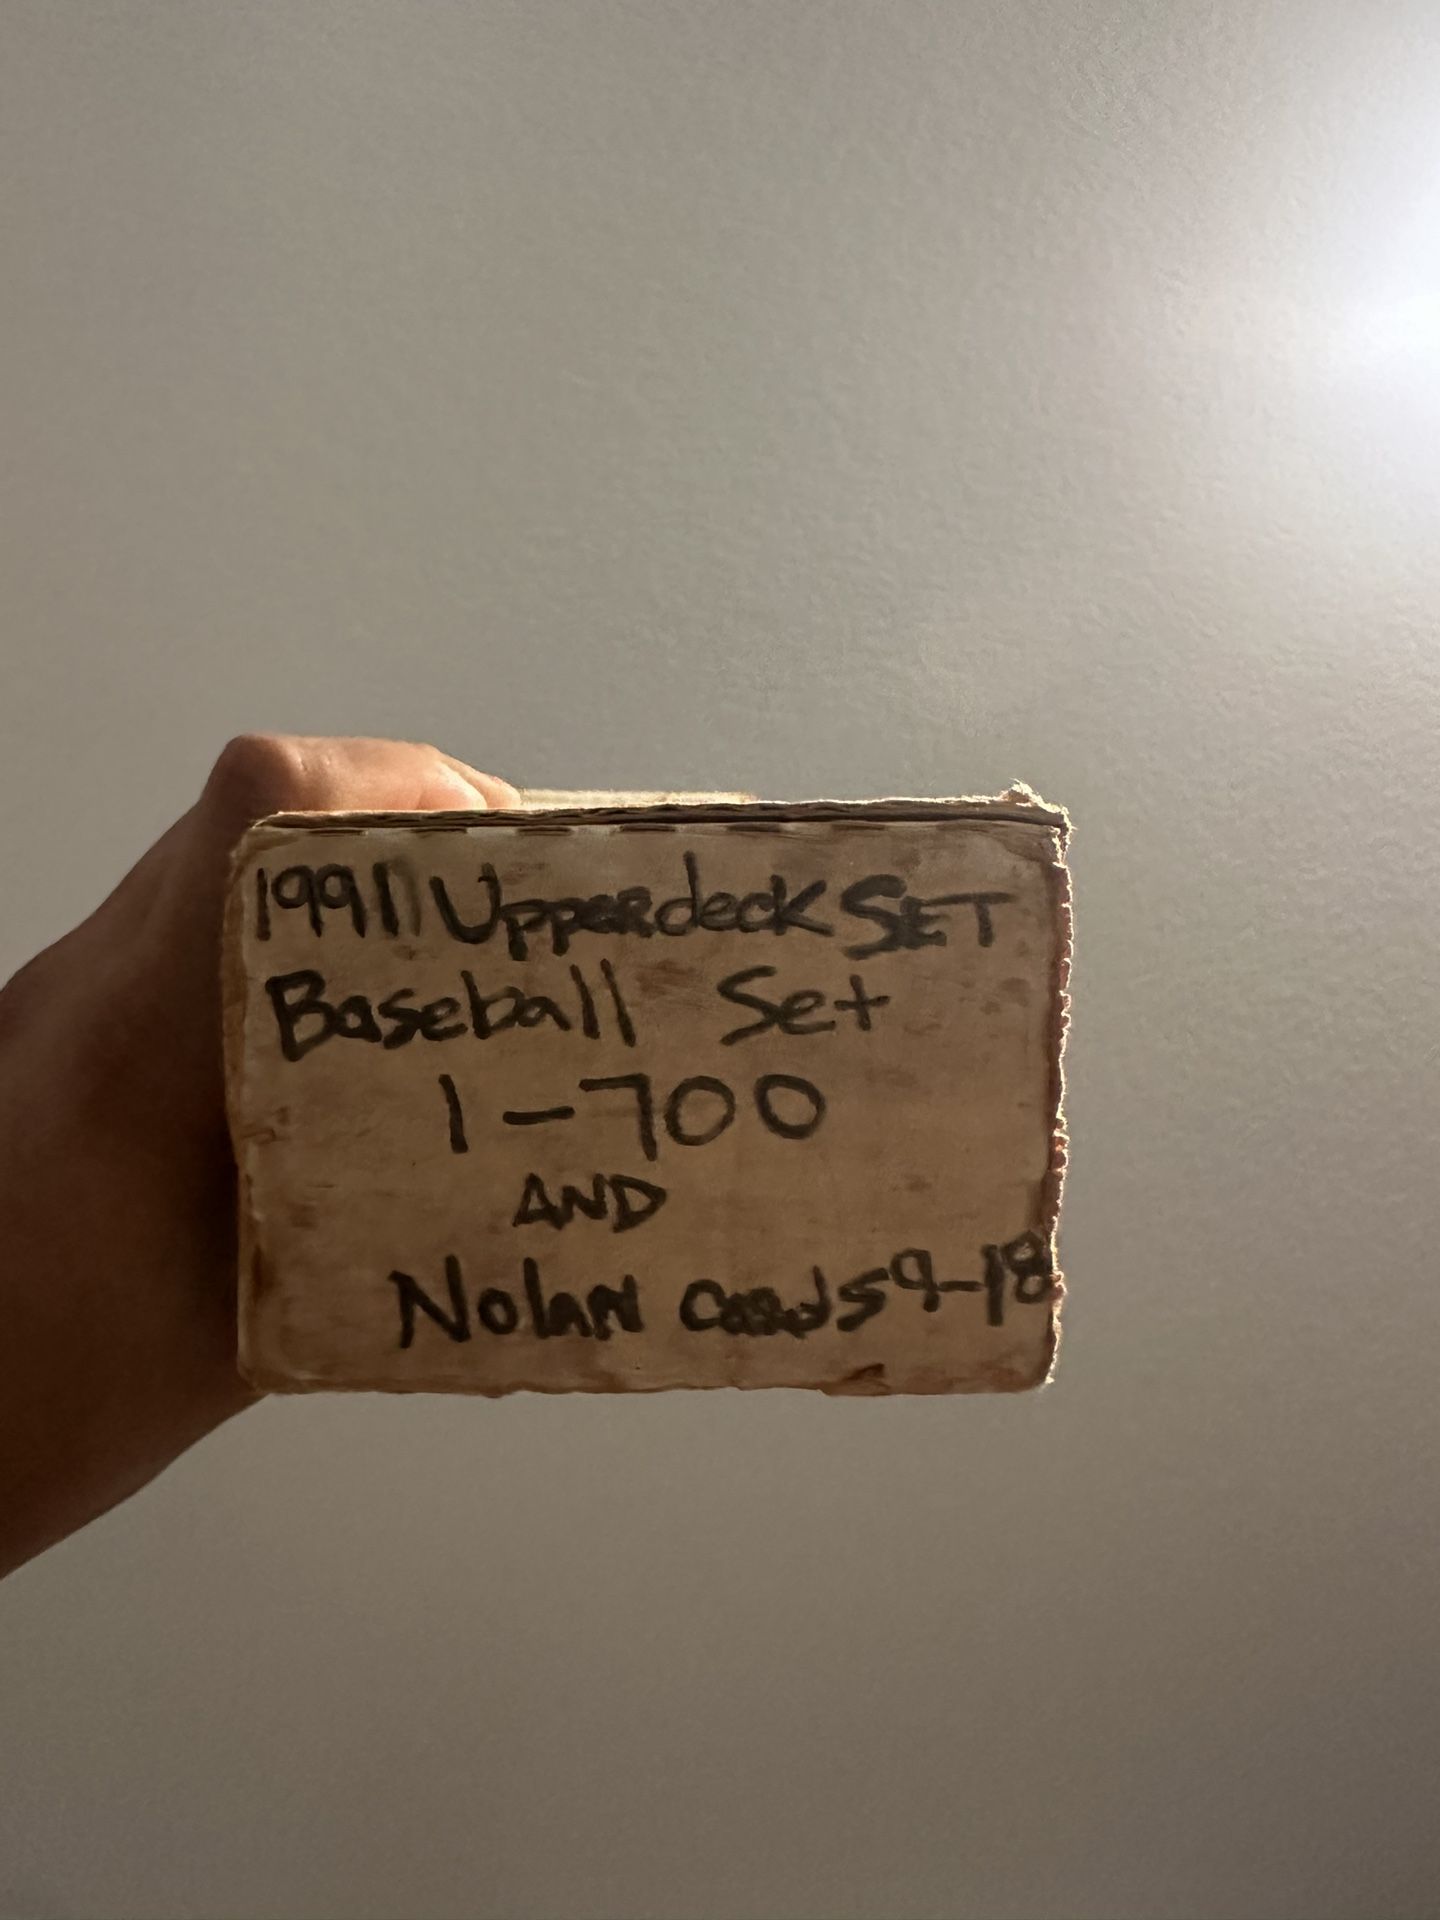 1991 Upperdeck SET
Baseball Set
1-700
AND
Nolan Cards 9-18